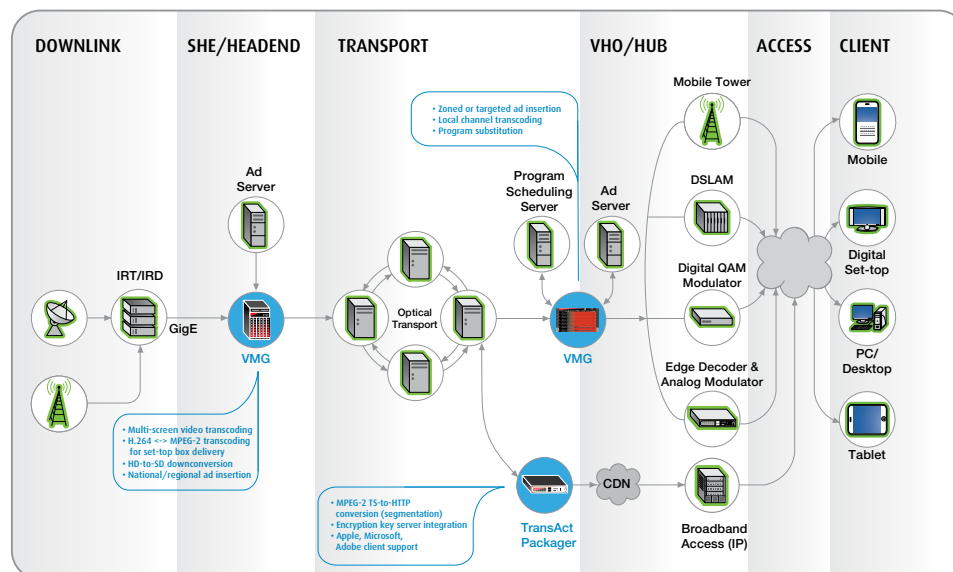 DOWNLINK
SHE/HEADEND
TRANSPORT
VHO/HUB
ACCESS
CLIENT
Mobile Tower
• Zoned or targeted ad insertion
• Local channel transcoding
• Program substitution
Mobile
Ad
Server
Program
Scheduling
Server
Ad
Server
DSLAM
Digital
Set-top
IRT/IRD
GigE
VMG
Optical
Transport
VMG
Digital QAM
Modulator
PC/
Desktop
Edge Decoder &
Analog Modulator
Tablet
• Multi-screen video transcoding
• H.264 <-> MPEG-2 transcoding
for set-top box delivery
• HD-to-SD downconversion
• National/regional ad insertion
• MPEG-2 TS-to-HTTP
conversion (segmentation)
• Encryption key server integration
• Apple, Microsoft,
Adobe client support
TransAct
Packager
CDN
Broadband
Access (IP)